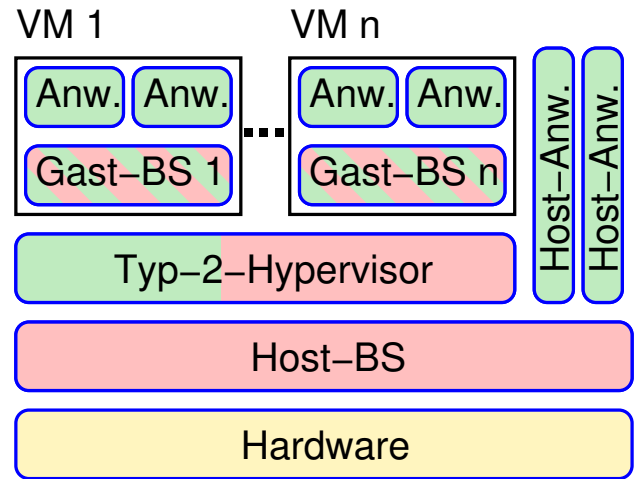 VM 1
VM n
Anw. Anw.
Anw. Anw.
Gast−BS 1
Gast−BS n
Host−Anw.
Host−Anw.
Typ−2−Hypervisor
Host−BS
Hardware